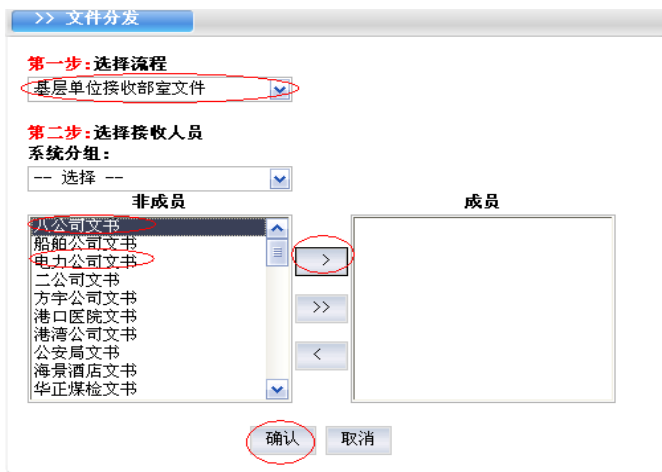 >> 文件分发
第一步:选择流程
基层单位接收部室文件
第二步:选择接收人员
系统分组:
-- 选择 --
非成员
成员
八公司文书
船舶公司文书
电力公司文书
二公司文书
方宇公司文书
港口医院文书
港湾公司文书
公安局文书
海景酒店文书
华正煤检文书
>
>>
<
确认 取消